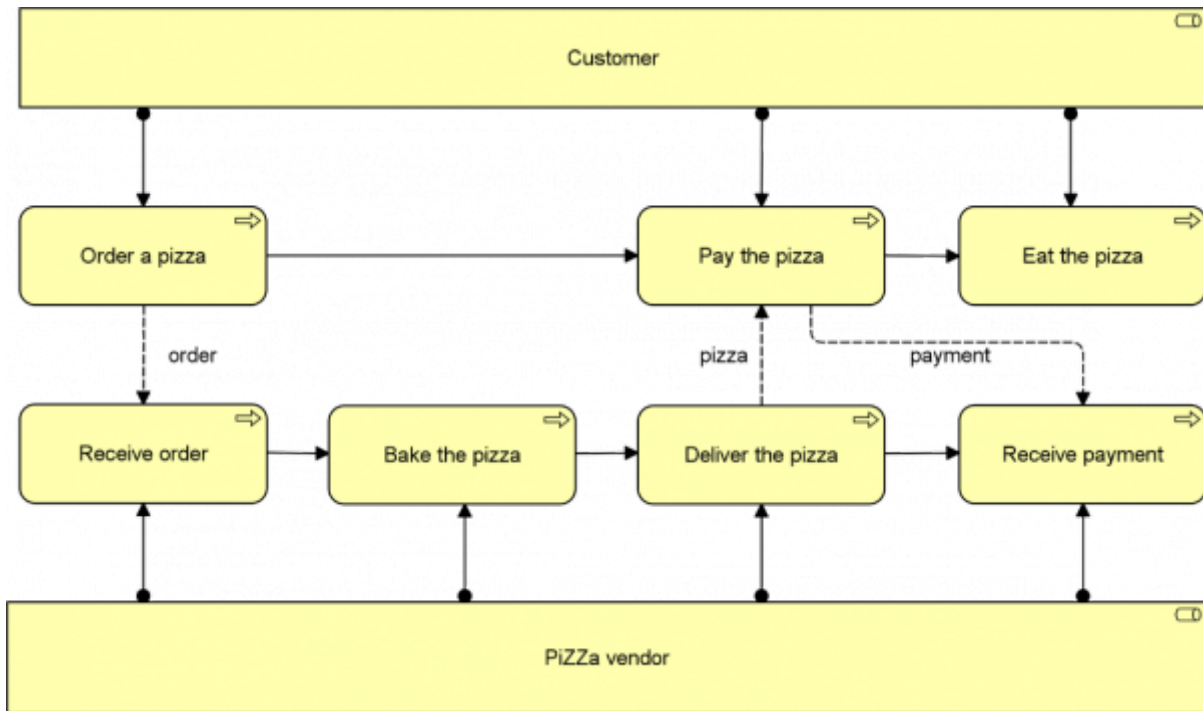 Customer
Order a pizza
Pay the pizza
Eat the pizza
order
pizza
payment
Receive order
Bake the pizza
Deliver the pizza
Receive payment
PiZZa vendor